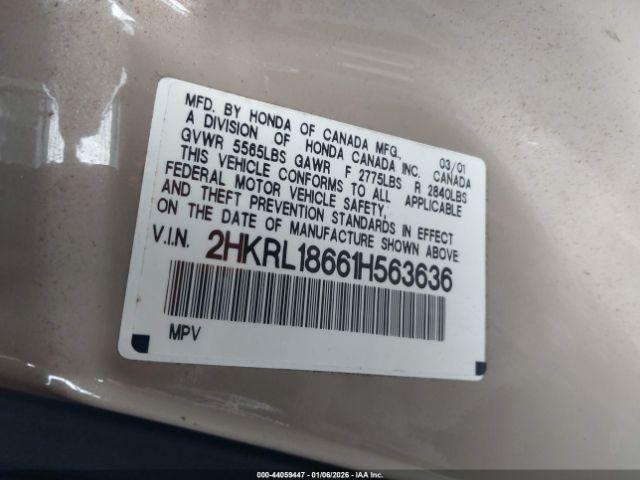 MFD. BY HONDA OF CANADA MFG., 03/01
A DIVISION OF HONDA CANADA INC. CANADA
GVWR 5565LBS GAWR F 2775LBS R 2840LBS
THIS VEHICLE CONFORMS TO ALL APPLICABLE
FEDERAL MOTOR VEHICLE SAFETY,
AND THEFT PREVENTION STANDARDS IN EFFECT
ON THE DATE OF MANUFACTURE SHOWN ABOVE
V.I.N. 2HKRL18661H563636
MPV
000-44059447 - 01/06/2026 - IAAI.COM